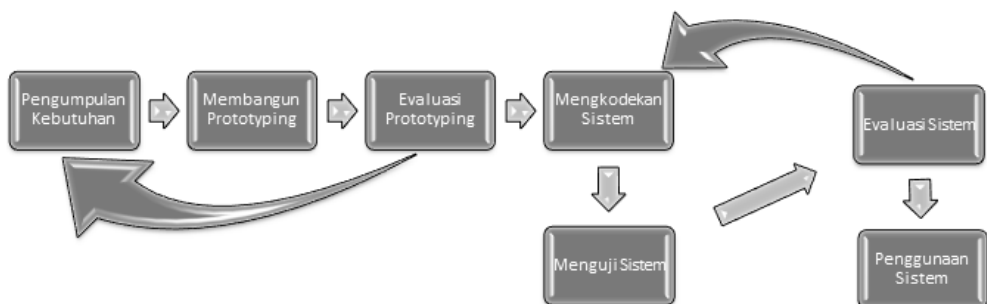 Pengumpulan
Kebutuhan
Membangun
Prototyping
Evaluasi
Prototyping
Mengkodekan
Sistem
Menguji Sistem
Evaluasi Sistem
Penggunaan
Sistem